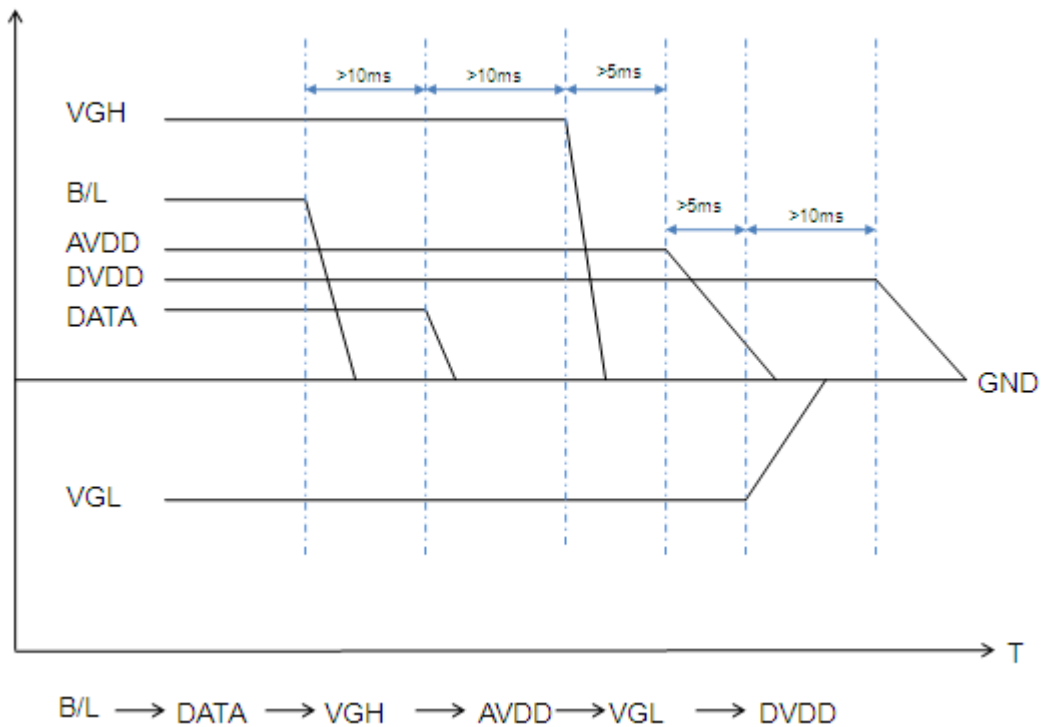 >10ms >10ms >5ms
VGH
B/L
>5ms >10ms
AVDD
DVDD
DATA
GND
VGL
T
B/L → DATA → VGH → AVDD → VGL → DVDD